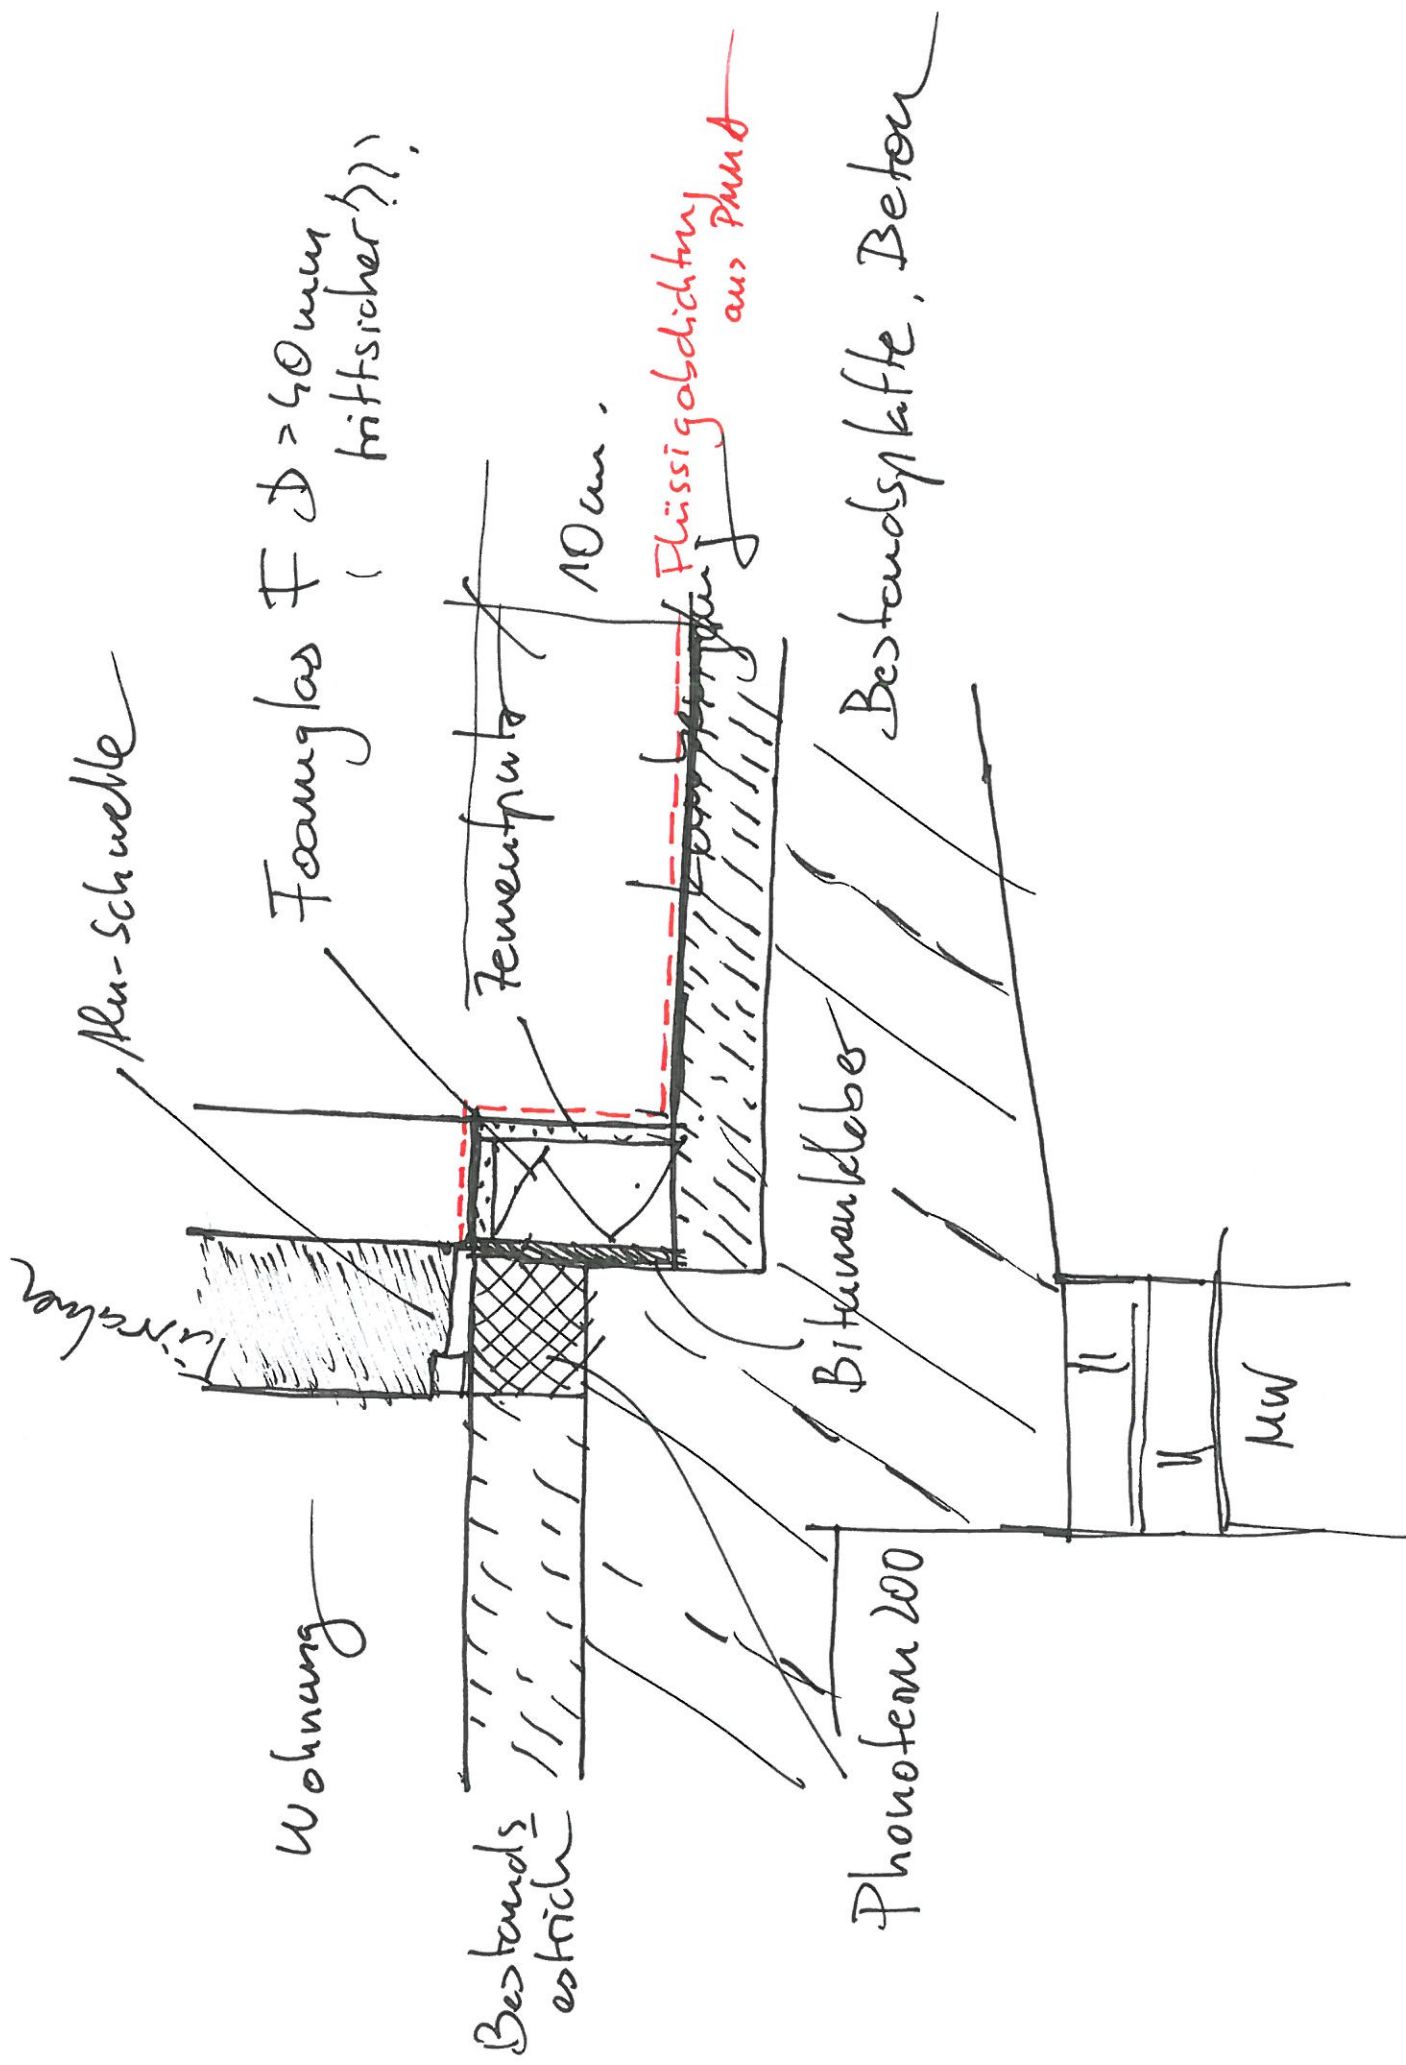 Alu-Schwelle
Foamglas F D > 40 mm
(trittsicher!)).
Zementputz
10 cm.
Flüssigabdichtung
aus PMMA
Wohnung
Bestands
estrich
Bitumenkleber
Bestandsplatte, Beton
Phonotem 200
MW